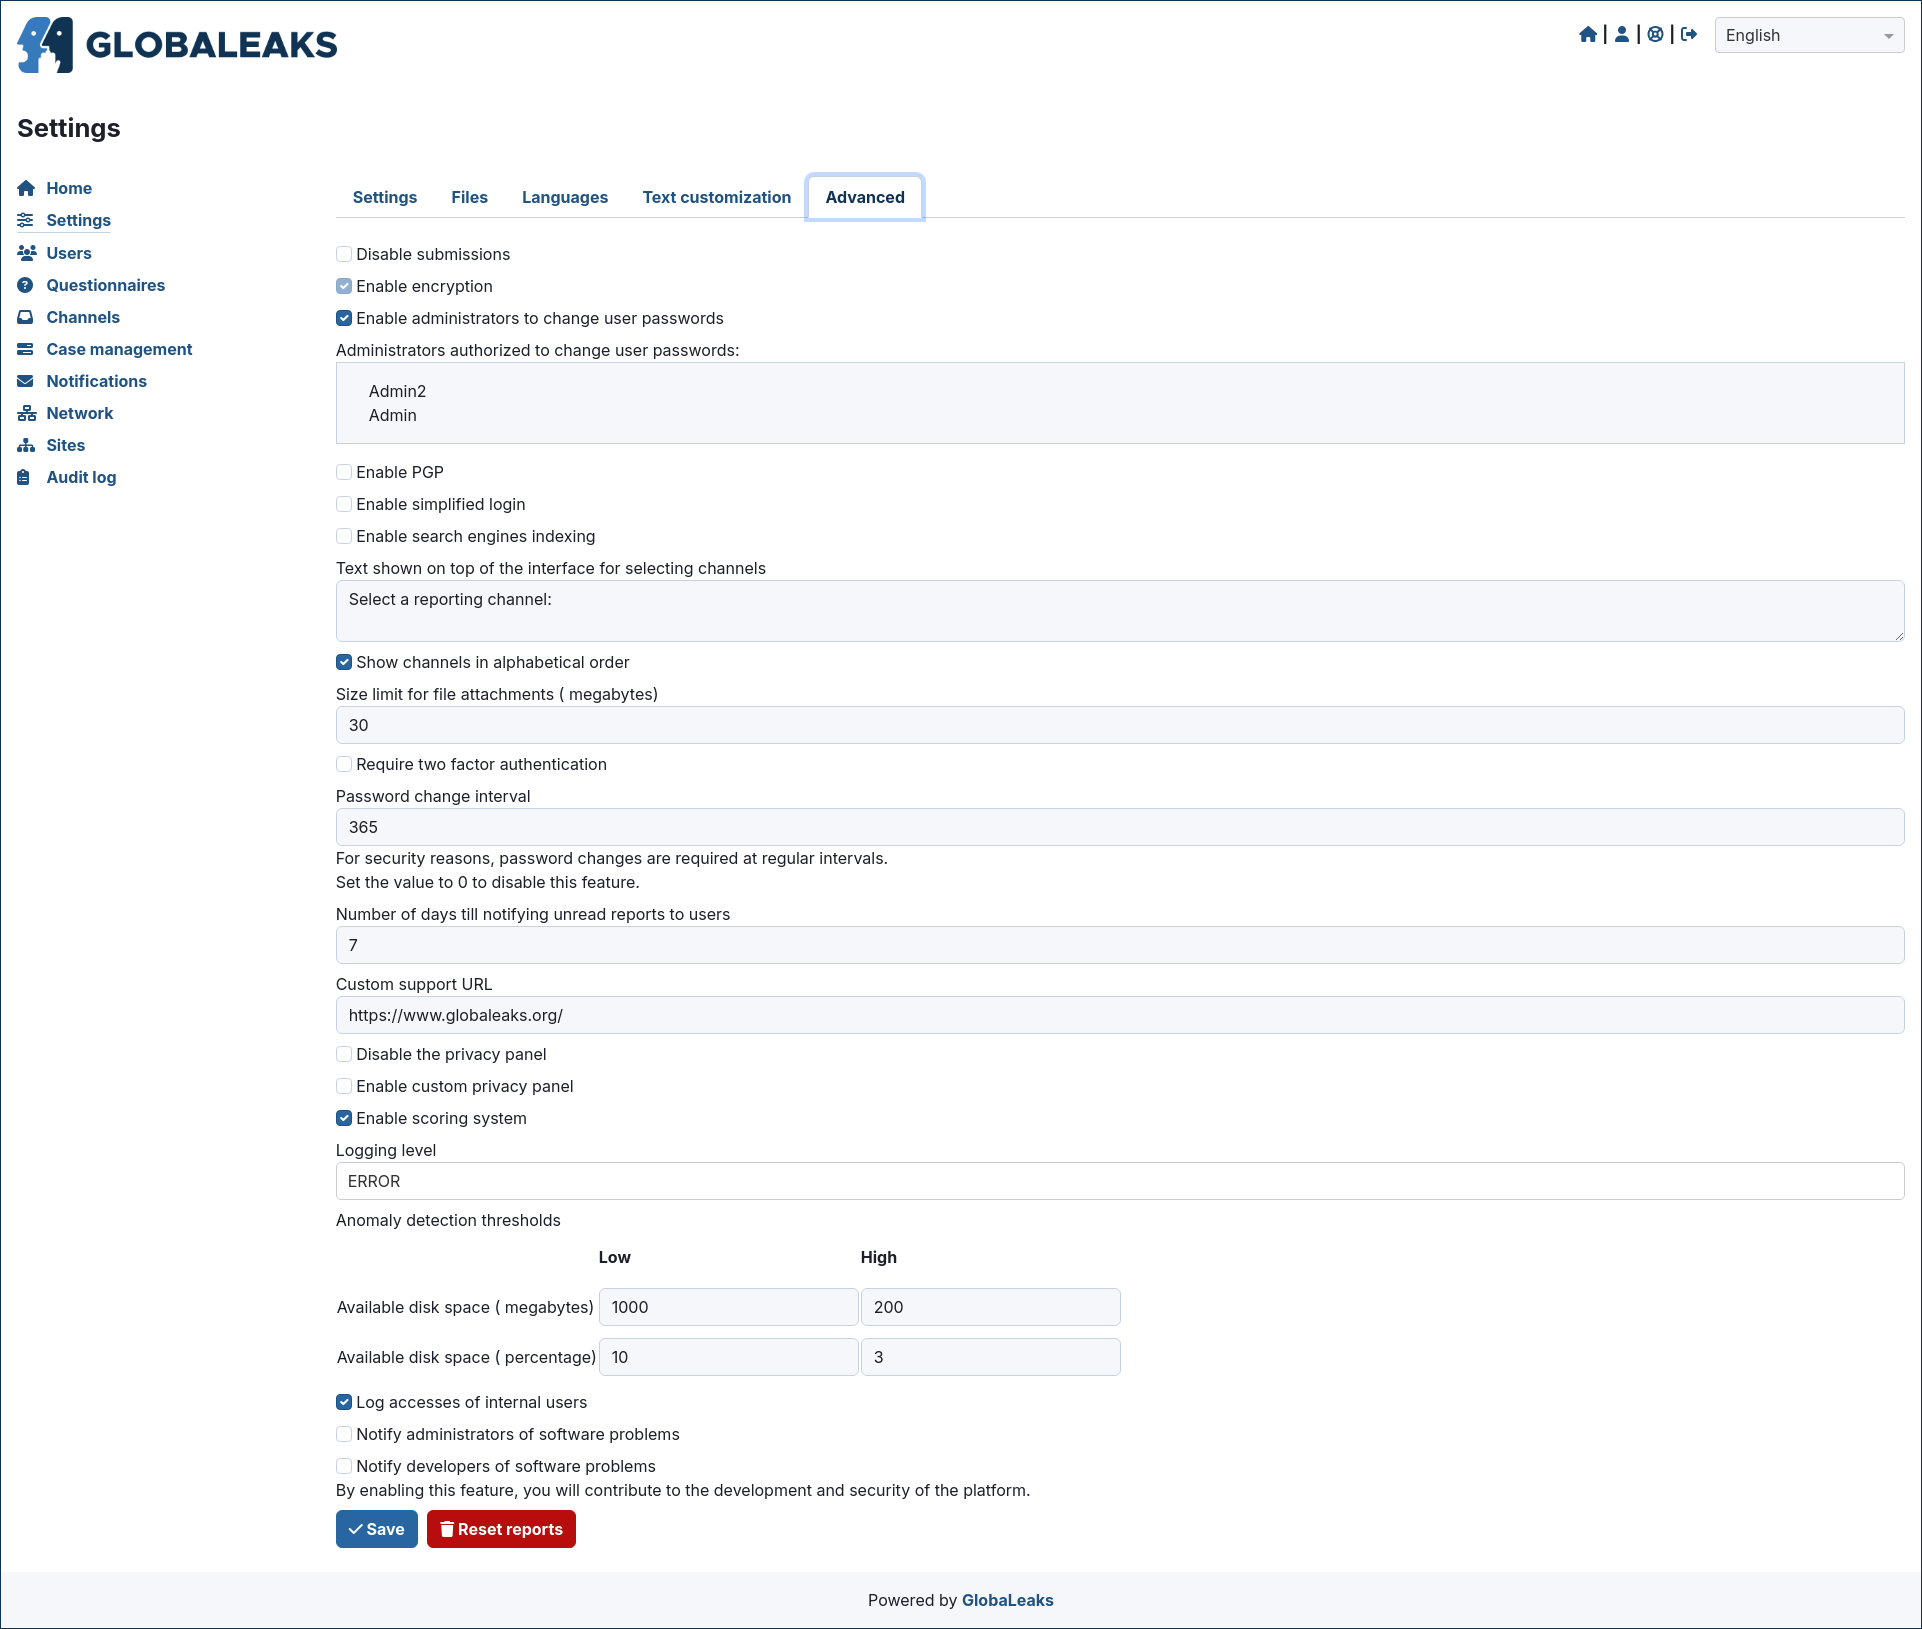 GLOBALEAKS
English
Settings
Home
Settings
Users
Questionnaires
Channels
Case management
Notifications
Network
Sites
Audit log
Settings Files Languages Text customization Advanced
Disable submissions
Enable encryption
Enable administrators to change user passwords
Administrators authorized to change user passwords:
Admin2
Admin
Enable PGP
Enable simplified login
Enable search engines indexing
Text shown on top of the interface for selecting channels
Select a reporting channel:
Show channels in alphabetical order
Size limit for file attachments ( megabytes)
30
Require two factor authentication
Password change interval
365
For security reasons, password changes are required at regular intervals.
Set the value to 0 to disable this feature.
Number of days till notifying unread reports to users
7
Custom support URL
https://www.globaleaks.org/
Disable the privacy panel
Enable custom privacy panel
Enable scoring system
Logging level
ERROR
Anomaly detection thresholds
Low High
Available disk space ( megabytes) 1000 200
Available disk space ( percentage) 10 3
Log accesses of internal users
Notify administrators of software problems
Notify developers of software problems
By enabling this feature, you will contribute to the development and security of the platform.
Save Reset reports
Powered by GlobaLeaks